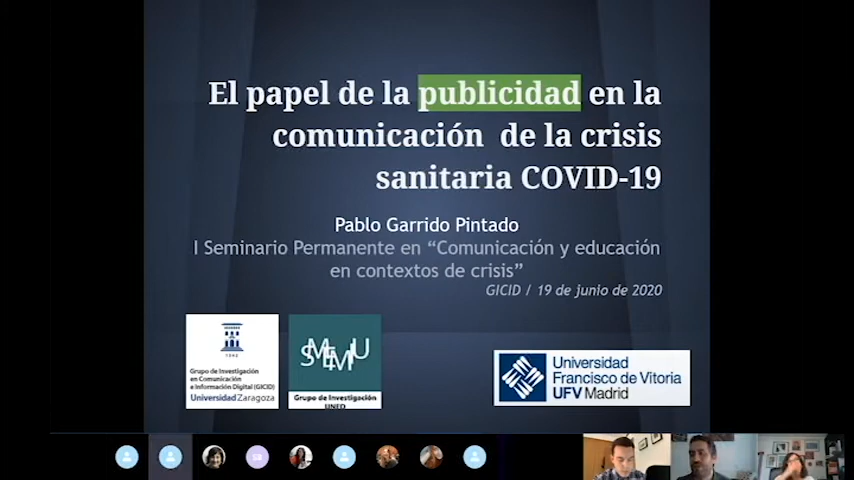 El papel de la publicidad en la
comunicación de la crisis
sanitaria COVID-19
Pablo Garrido Pintado
I Seminario Permanente en “Comunicación y educación
en contextos de crisis”
GICID / 19 de junio de 2020
1542
Grupo de Investigación
en Comunicación
e Información Digital (GICID)
Universidad Zaragoza
SMEMIU
Grupo de Investigación
UNED
Universidad
Francisco de Vitoria
UFV Madrid